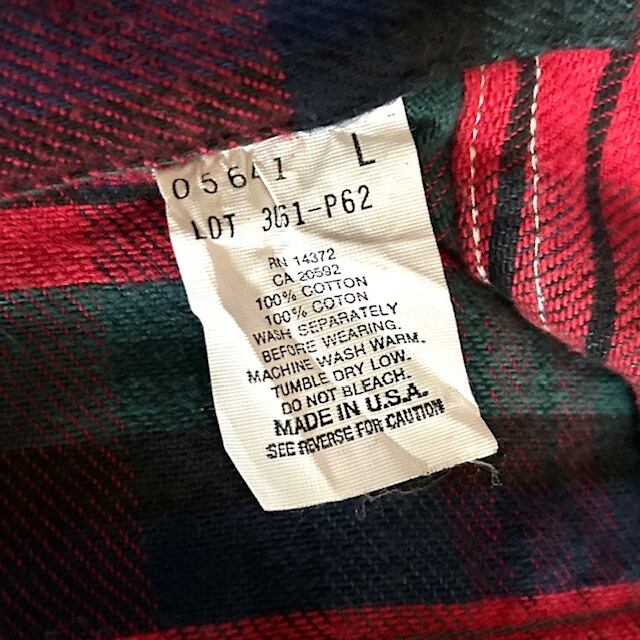 05641 L
LOT 361-P62
RN 14372
CA 20592
100% COTTON
100% COTON
WASH SEPARATELY
BEFORE WEARING.
MACHINE WASH WARM.
TUMBLE DRY LOW.
DO NOT BLEACH.
MADE IN U.S.A.
SEE REVERSE FOR CAUTION